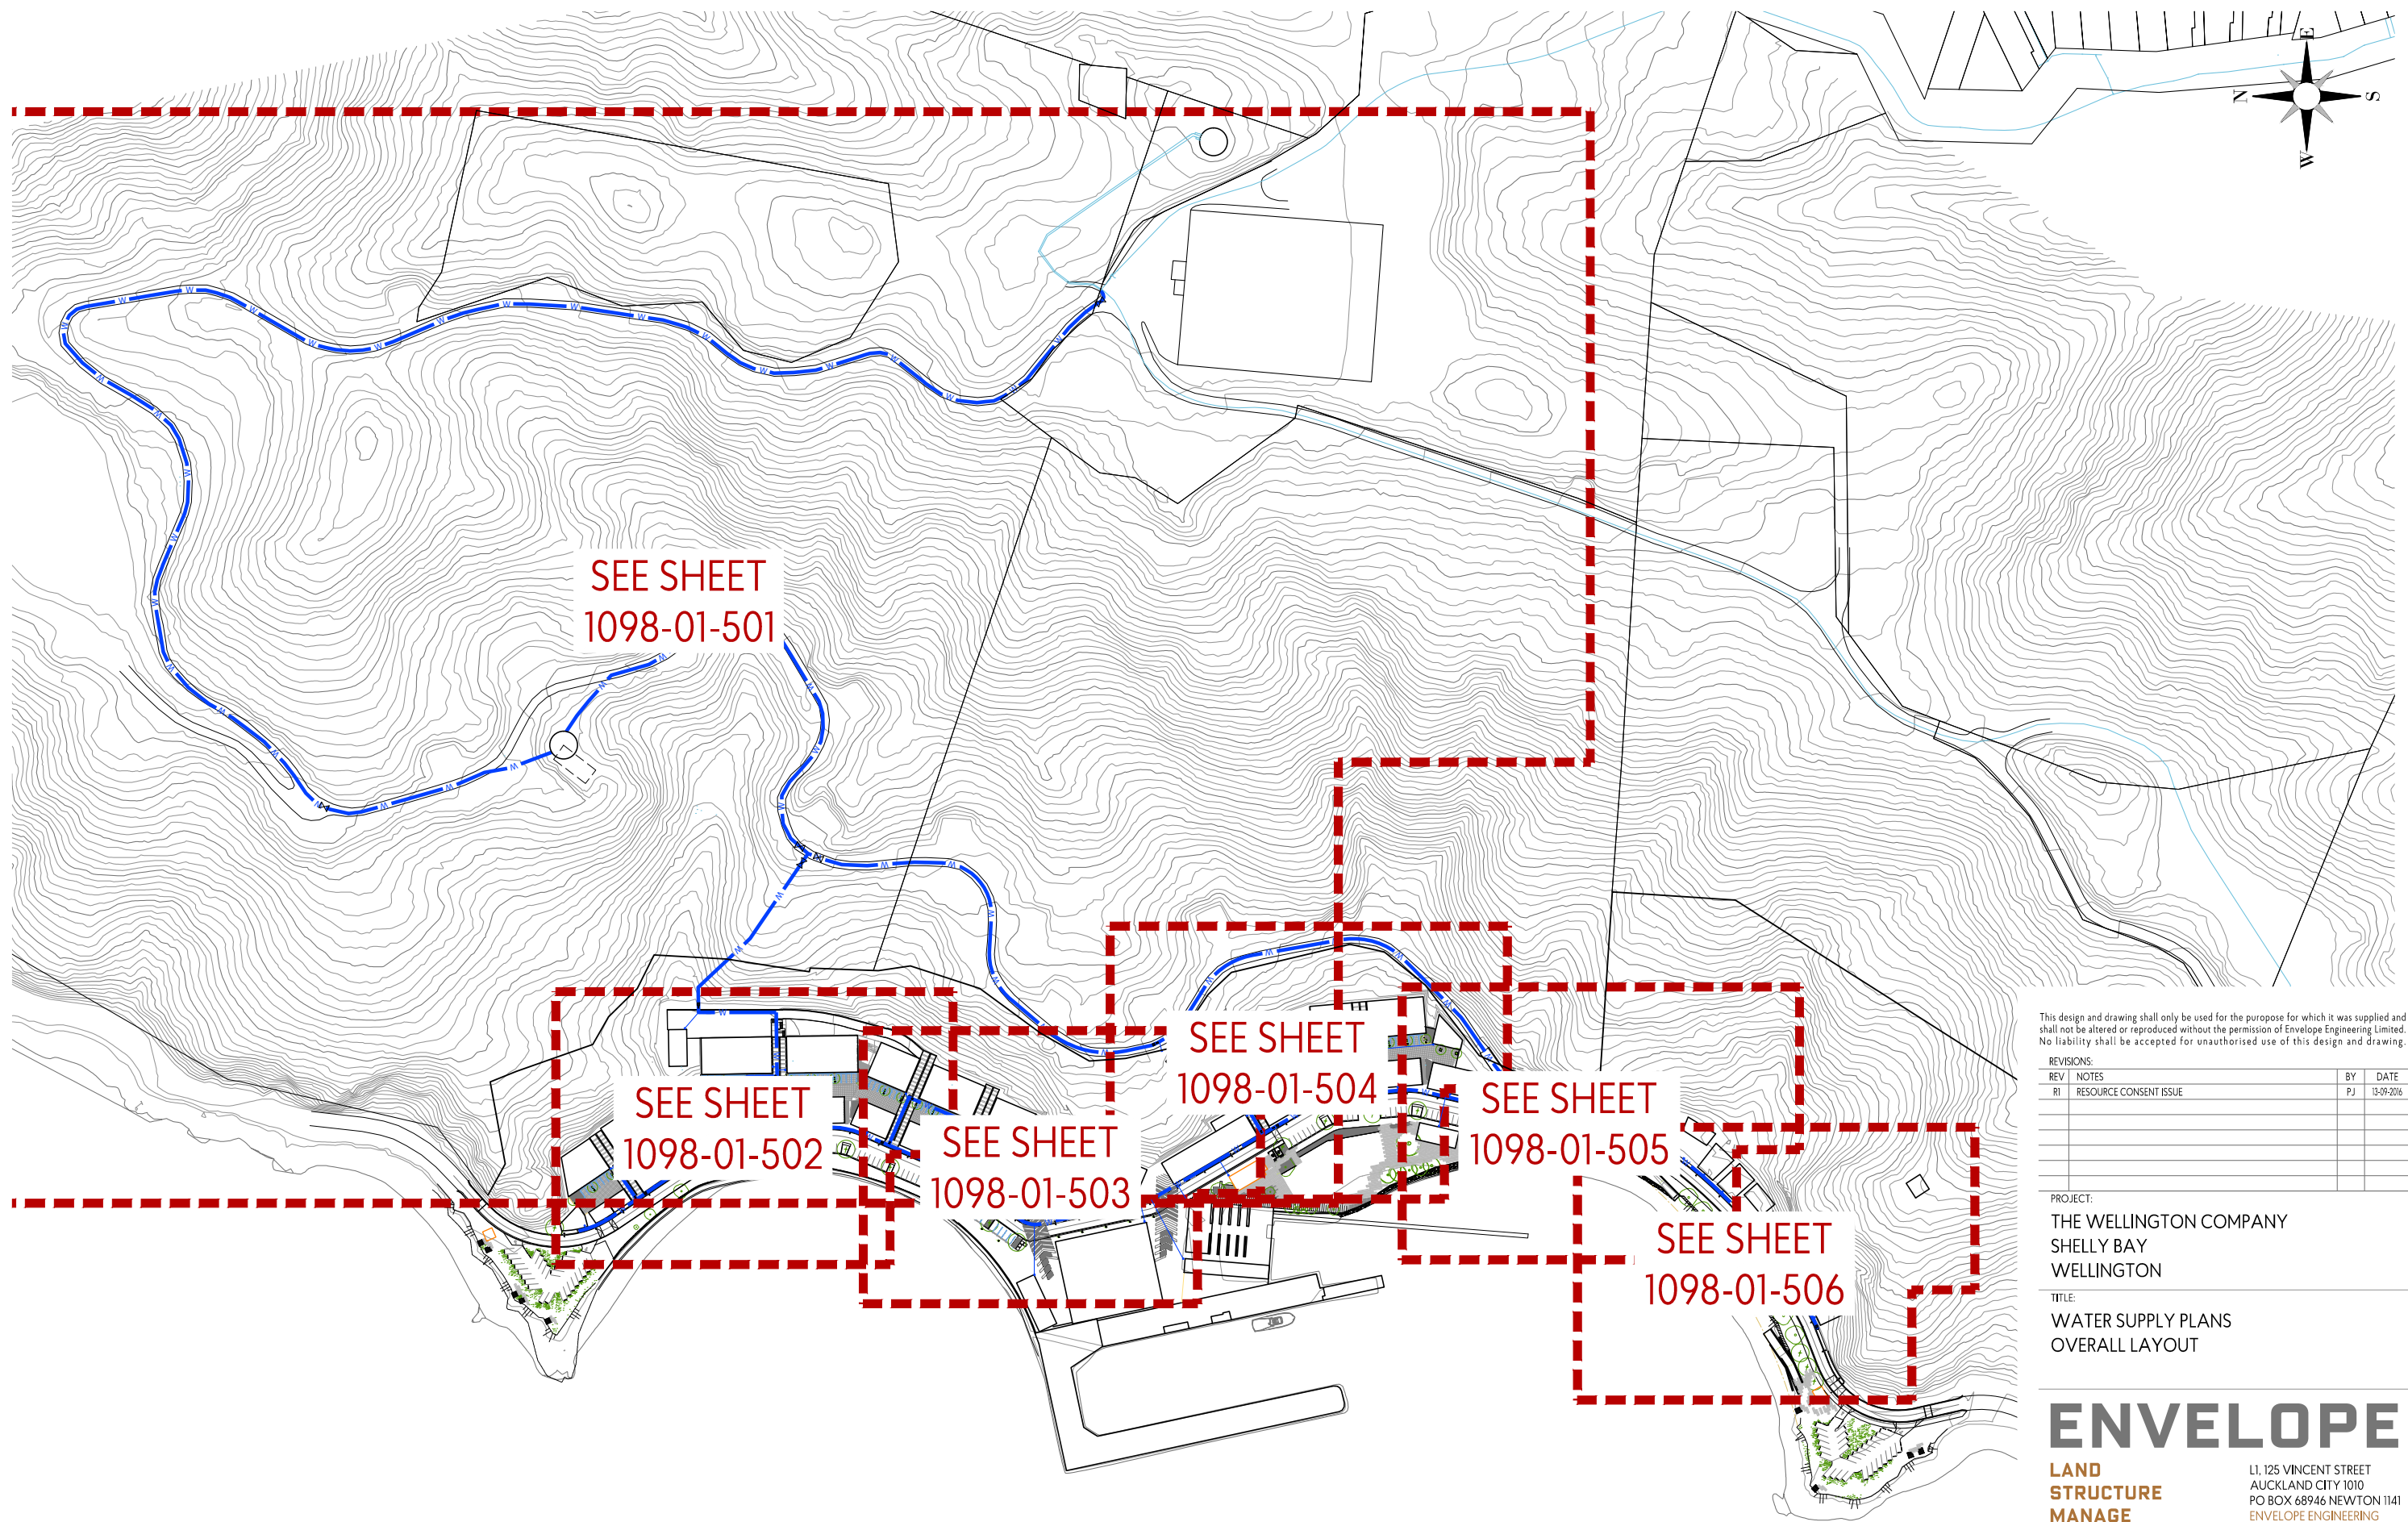 E
N
S
W
SEE SHEET
1098-01-501
SEE SHEET
1098-01-502
SEE SHEET
1098-01-503
SEE SHEET
1098-01-504
SEE SHEET
1098-01-505
SEE SHEET
1098-01-506
This design and drawing shall only be used for the puropose for which it was supplied and
shall not be altered or reproduced without the permission of Envelope Engineering Limited.
No liability shall be accepted for unauthorised use of this design and drawing.
REVISIONS:
REV NOTES BY DATE
R1 RESOURCE CONSENT ISSUE PJ 13-09-2016
PROJECT:
THE WELLINGTON COMPANY
SHELLY BAY
WELLINGTON
TITLE:
WATER SUPPLY PLANS
OVERALL LAYOUT
ENVELOPE
LAND
STRUCTURE
MANAGE
L1, 125 VINCENT STREET
AUCKLAND CITY 1010
PO BOX 68946 NEWTON 1141
ENVELOPE ENGINEERING